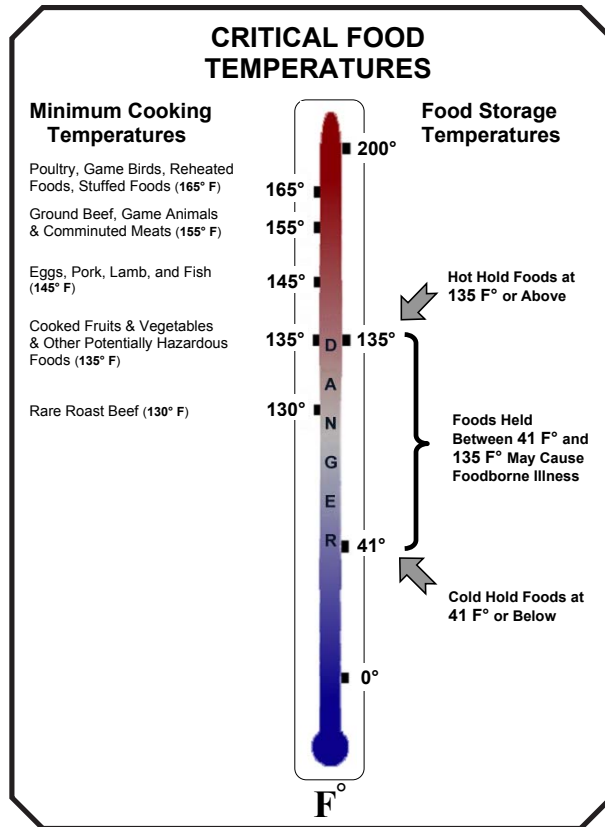 CRITICAL FOOD
TEMPERATURES
Minimum Cooking
Temperatures
Poultry, Game Birds, Reheated
Foods, Stuffed Foods (165° F)
Ground Beef, Game Animals
& Comminuted Meats (155° F)
Eggs, Pork, Lamb, and Fish
(145° F)
Cooked Fruits & Vegetables
& Other Potentially Hazardous
Foods (135° F)
Rare Roast Beef (130° F)
165°
155°
145°
135°
130°
D
A
N
G
E
R
200°
135°
41°
0°
F°
Food Storage
Temperatures
Hot Hold Foods at
135 F° or Above
Foods Held
Between 41 F° and
135 F° May Cause
Foodborne Illness
Cold Hold Foods at
41 F° or Below